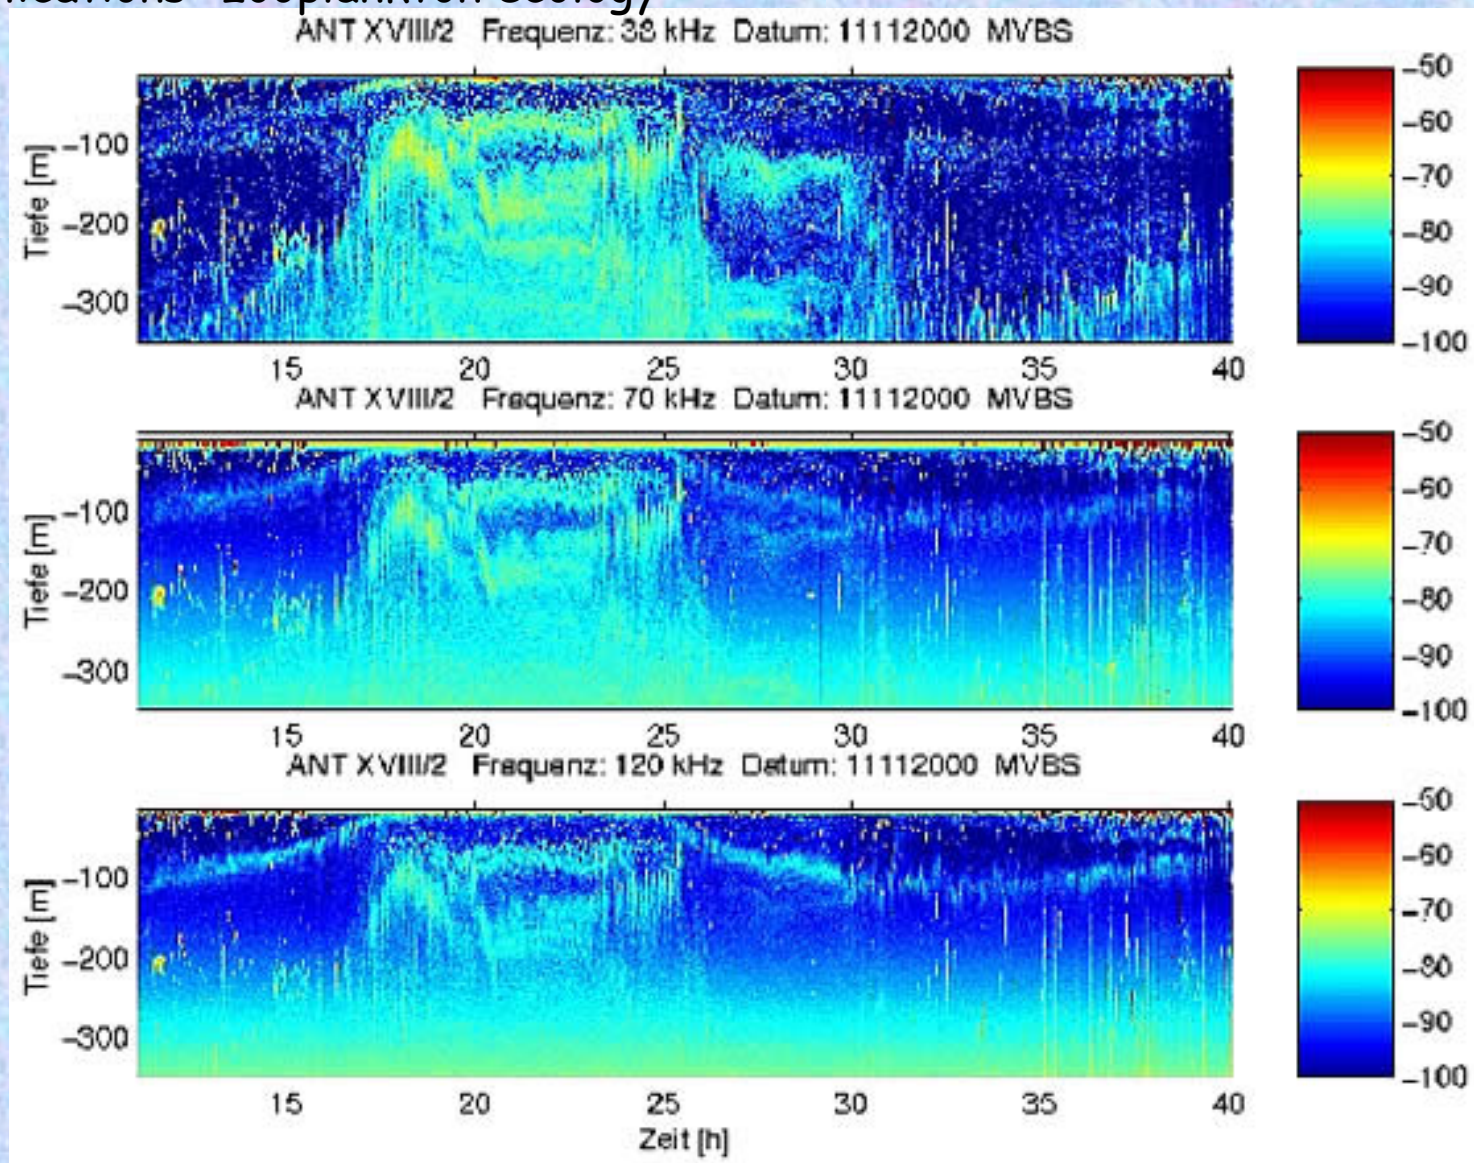 Zooplankton ecology
ANT XVIII/2 Frequenz: 38 kHz Datum: 11112000 MVBS
Tiefe [m]
-100
-200
-300
15 20 25 30 35 40
-50
-60
-70
-80
-90
-100
ANT XVIII/2 Frequenz: 70 kHz Datum: 11112000 MVBS
Tiefe [m]
-100
-200
-300
15 20 25 30 35 40
-50
-60
-70
-80
-90
-100
ANT XVIII/2 Frequenz: 120 kHz Datum: 11112000 MVBS
Tiefe [m]
-100
-200
-300
15 20 25 30 35 40
Zeit [h]
-50
-60
-70
-80
-90
-100